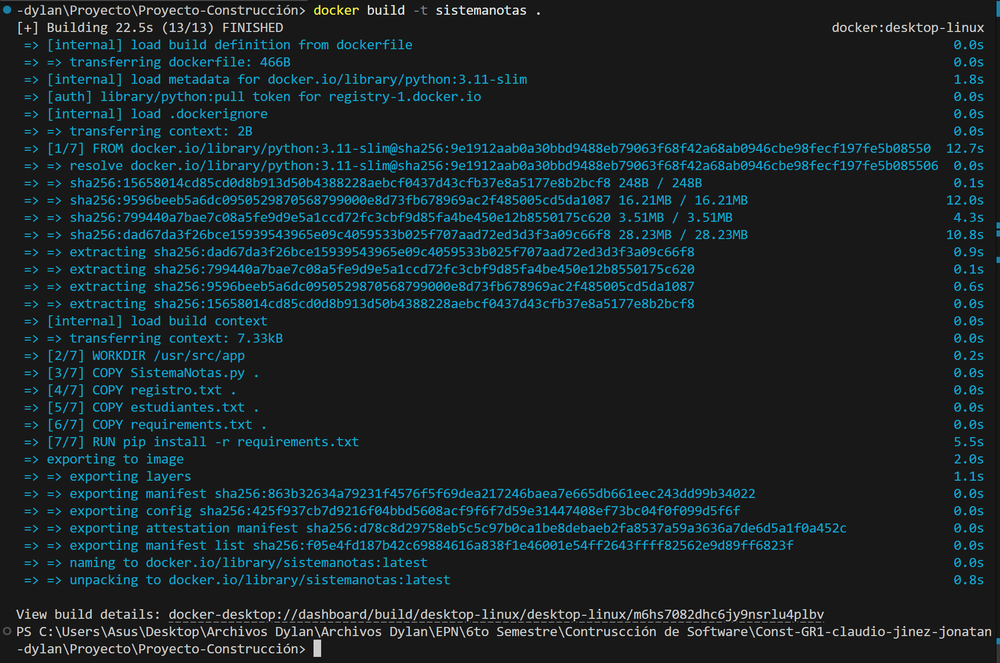 -dylan\Proyecto\Proyecto-Construcción> docker build -t sistemanotas .
[+] Building 22.5s (13/13) FINISHED docker:desktop-linux
=> [internal] load build definition from dockerfile 0.0s
=> => transferring dockerfile: 466B 0.0s
=> [internal] load metadata for docker.io/library/python:3.11-slim 1.8s
=> [auth] library/python:pull token for registry-1.docker.io 0.0s
=> [internal] load .dockerignore 0.0s
=> => transferring context: 2B 0.0s
=> [1/7] FROM docker.io/library/python:3.11-slim@sha256:9e1912aab0a30bbd9488eb79063f68f42a68ab0946cbe98fecf197fe5b08550 12.7s
=> => resolve docker.io/library/python:3.11-slim@sha256:9e1912aab0a30bbd9488eb79063f68f42a68ab0946cbe98fecf197fe5b085506 0.0s
=> => sha256:15658014cd85cd0d8b913d50b4388228aebcf0437d43cfb37e8a5177e8b2bcf8 248B / 248B 0.1s
=> => sha256:9596beeb5a6dc0950529870568799000e8d73fb678969ac2f485005cd5da1087 16.21MB / 16.21MB 12.0s
=> => sha256:799440a7bae7c08a5fe9d9e5a1ccd72fc3cbf9d85fa4be450e12b8550175c620 3.51MB / 3.51MB 4.3s
=> => sha256:dad67da3f26bce15939543965e09c4059533b025f707aad72ed3d3f3a09c66f8 28.23MB / 28.23MB 10.8s
=> => extracting sha256:dad67da3f26bce15939543965e09c4059533b025f707aad72ed3d3f3a09c66f8 0.9s
=> => extracting sha256:799440a7bae7c08a5fe9d9e5a1ccd72fc3cbf9d85fa4be450e12b8550175c620 0.1s
=> => extracting sha256:9596beeb5a6dc0950529870568799000e8d73fb678969ac2f485005cd5da1087 0.6s
=> => extracting sha256:15658014cd85cd0d8b913d50b4388228aebcf0437d43cfb37e8a5177e8b2bcf8 0.0s
=> [internal] load build context 0.0s
=> => transferring context: 7.33kB 0.0s
=> [2/7] WORKDIR /usr/src/app 0.2s
=> [3/7] COPY SistemaNotas.py . 0.0s
=> [4/7] COPY registro.txt . 0.0s
=> [5/7] COPY estudiantes.txt . 0.0s
=> [6/7] COPY requirements.txt . 0.0s
=> [7/7] RUN pip install -r requirements.txt 5.5s
=> exporting to image 2.0s
=> => exporting layers 1.1s
=> => exporting manifest sha256:863b32634a79231f4576f5f69dea217246baea7e665db661eec243dd99b34022 0.0s
=> => exporting config sha256:425f937cb7d9216f04bbd5608acf9f6f7d59e31447408ef73bc04f0f099d5f6f 0.0s
=> => exporting attestation manifest sha256:d78c8d29758eb5c5c97b0ca1be8debaeb2fa8537a59a3636a7de6d5a1f0a452c 0.0s
=> => exporting manifest list sha256:f05e4fd187b42c69884616a838f1e46001e54ff2643ffff82562e9d89ff6823f 0.0s
=> => naming to docker.io/library/sistemanotas:latest 0.0s
=> => unpacking to docker.io/library/sistemanotas:latest 0.8s
View build details: docker-desktop://dashboard/build/desktop-linux/desktop-linux/m6hs7082dhc6jy9nsrlu4plbv
PS C:\Users\Asus\Desktop\Archivos Dylan\Archivos Dylan\EPN\6to Semestre\Contruscción de Software\Const-GR1-claudio-jinez-jonatan
-dylan\Proyecto\Proyecto-Construcción>